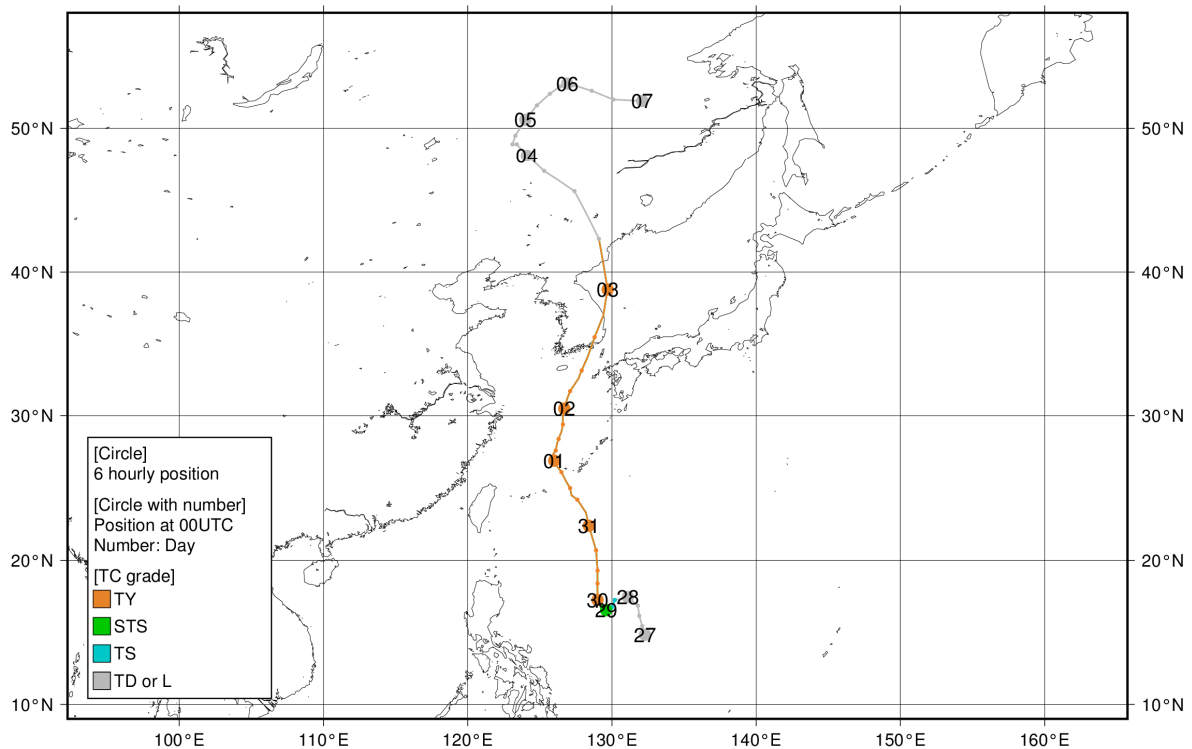 06
07
05
50°N
50°N
04
40°N
40°N
03
02
30°N
30°N
01
[Circle]
6 hourly position
[Circle with number]
Position at 00UTC
Number: Day
[TC grade]
TY
STS
TS
TD or L
31
20°N
20°N
30
28
29
27
10°N
10°N
100°E
110°E
120°E
130°E
140°E
150°E
160°E